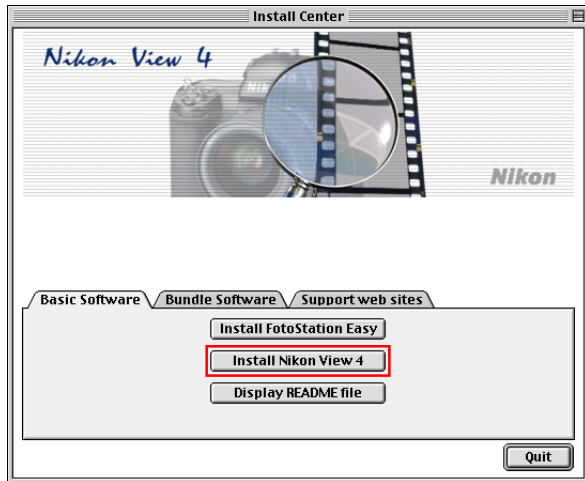 Install Center
Nikon View 4
Nikon
Basic Software
Bundle Software
Support web sites
Install FotoStation Easy
Install Nikon View 4
Display README file
Quit